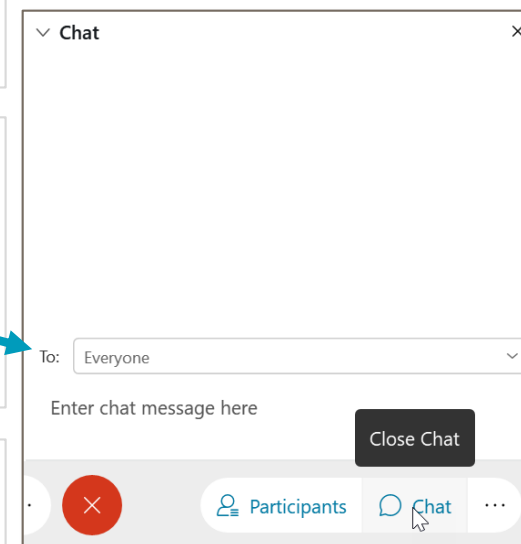 Chat
To: Everyone
Enter chat message here
Close Chat
Participants Chat